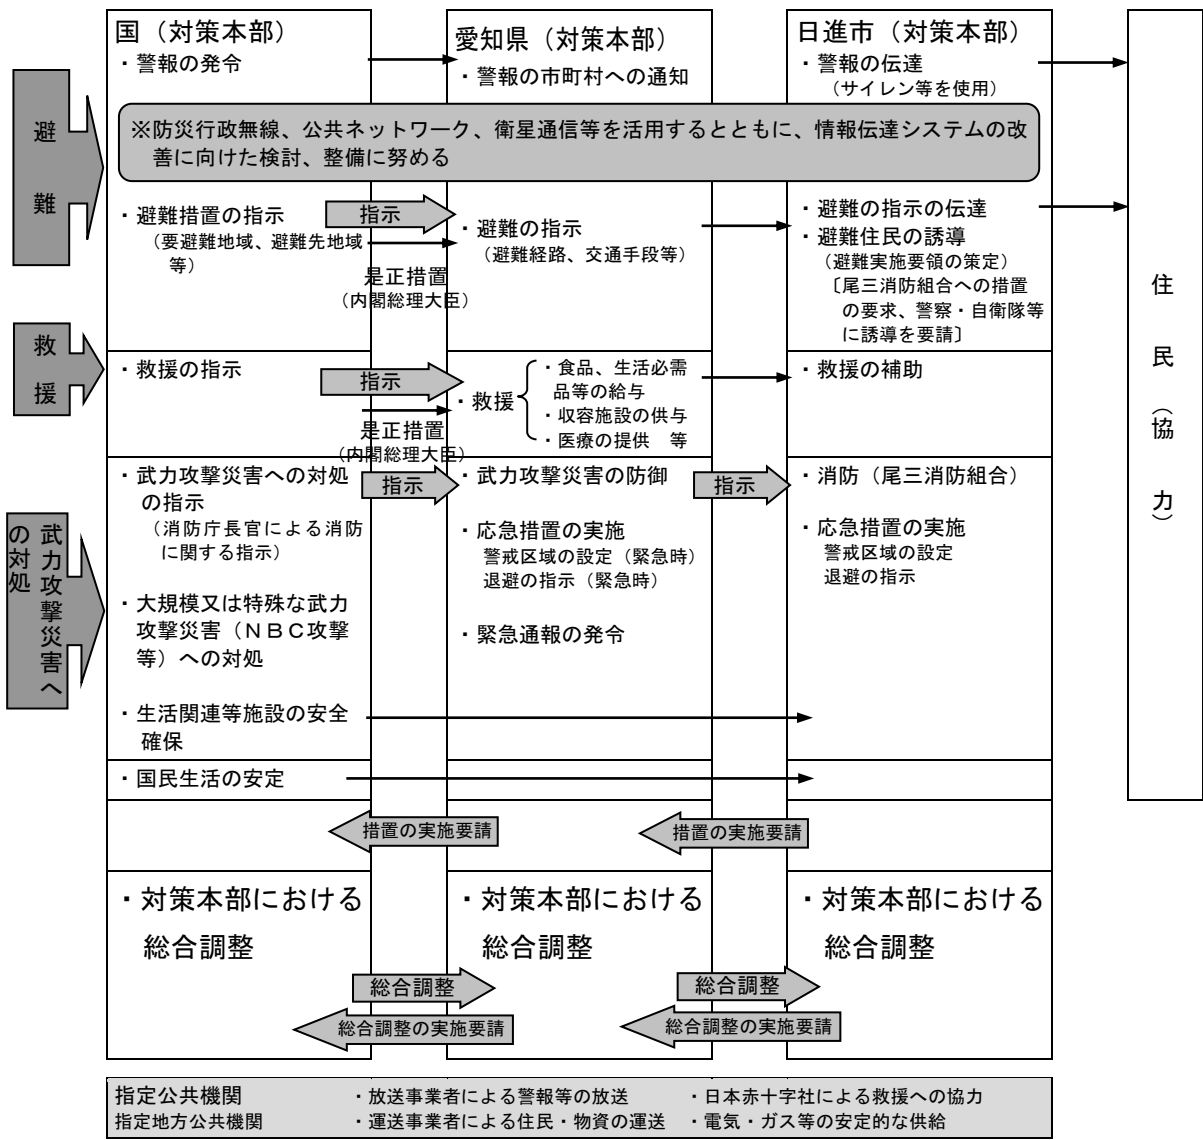 国（対策本部）
・警報の発令
愛知県（対策本部）
・警報の市町村への通知
日進市（対策本部）
・警報の伝達
（サイレン等を使用）
避難
※防災行政無線、公共ネットワーク、衛星通信等を活用するとともに、情報伝達システムの改
善に向けた検討、整備に努める
・避難措置の指示
（要避難地域、避難先地域
等）
指示
是正措置
（内閣総理大臣）
・避難の指示
（避難経路、交通手段等）
・避難の指示の伝達
・避難住民の誘導
（避難実施要領の策定）
〔尾三消防組合への措置
の要求、警察・自衛隊等
に誘導を要請〕
住民（協力）
救援
・救援の指示
指示
是正措置
（内閣総理大臣）
・救援
・食品、生活必需
品等の給与
・収容施設の供与
・医療の提供　等
・救援の補助
武力攻撃災害へ
の対処
・武力攻撃災害への対処
の指示
（消防庁長官による消防
に関する指示）
・大規模又は特殊な武力
攻撃災害（ＮＢＣ攻撃
等）への対処
・生活関連等施設の安全
確保
指示
・武力攻撃災害の防御
・応急措置の実施
警戒区域の設定（緊急時）
退避の指示（緊急時）
・緊急通報の発令
指示
・消防（尾三消防組合）
・応急措置の実施
警戒区域の設定
退避の指示
・国民生活の安定
措置の実施要請
措置の実施要請
・対策本部における
総合調整
・対策本部における
総合調整
・対策本部における
総合調整
総合調整
総合調整
総合調整の実施要請
総合調整の実施要請
指定公共機関
指定地方公共機関
・放送事業者による警報等の放送
・運送事業者による住民・物資の運送
・日本赤十字社による救援への協力
・電気・ガス等の安定的な供給